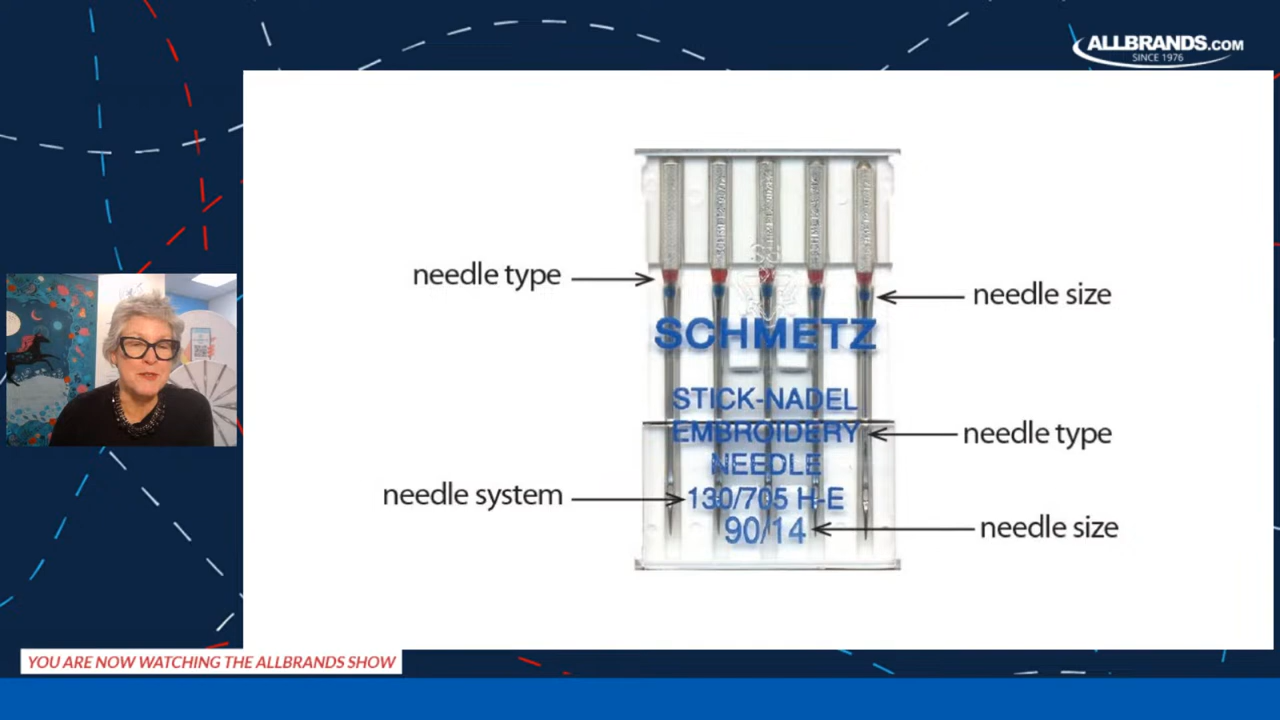 ALLBRANDS.COM
SINCE 1976
needle type
needle size
SCHMETZ
STICK-NADEL
EMBROIDERY
needle type
NEEDLE
needle system
130/705 H-E
90/14
needle size
YOU ARE NOW WATCHING THE ALLBRANDS SHOW